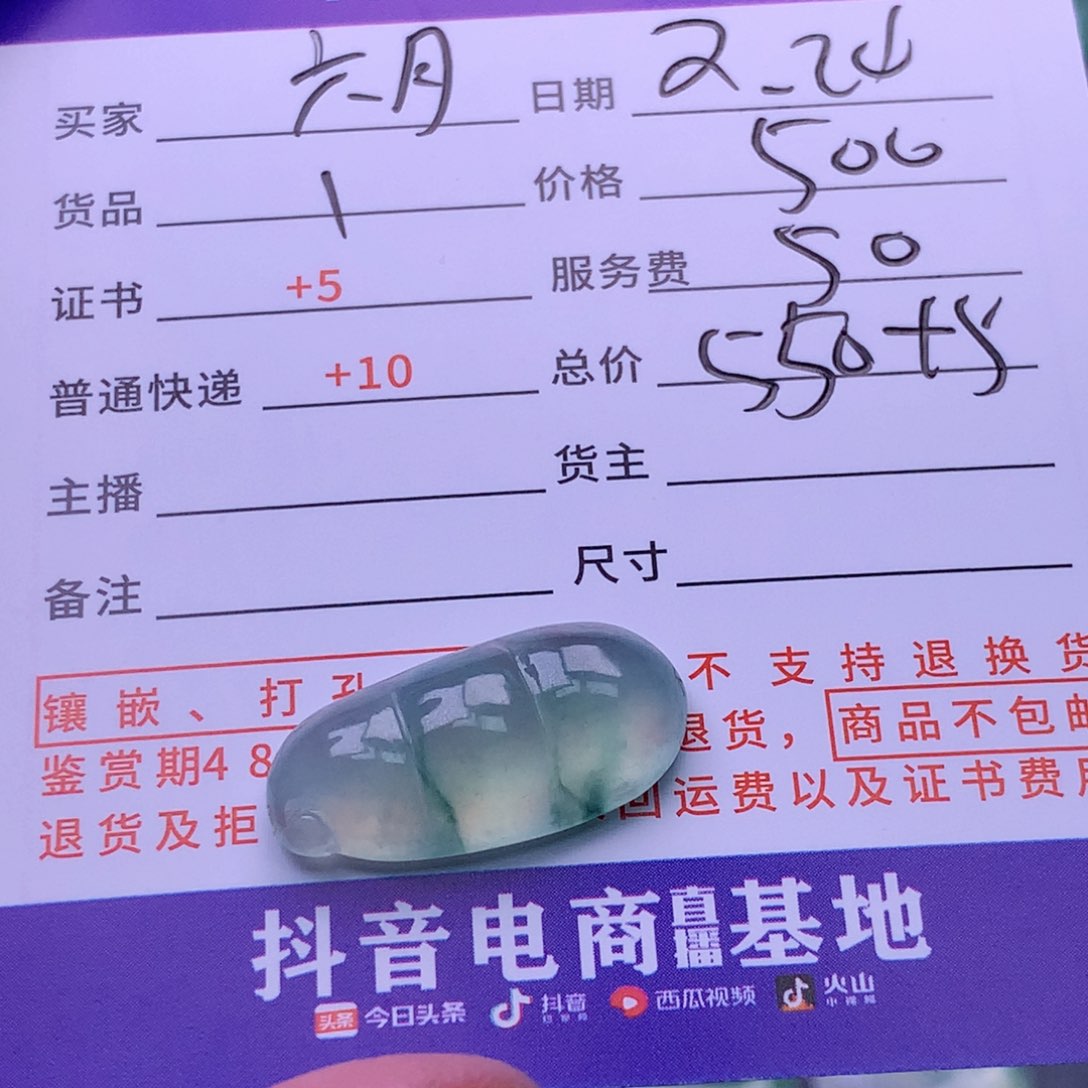 买家 六月 日期 2-24
货品 1 价格 500
证书 +5 服务费 50
普通快递 +10 总价 550+5
主播 货主
备注 尺寸
镶嵌、打孔 不支持退换货
鉴赏期48 退货，商品不包邮
退货及拒 回运费以及证书费用
抖音电商直播基地
头条 今日头条 抖音 西瓜视频 火山